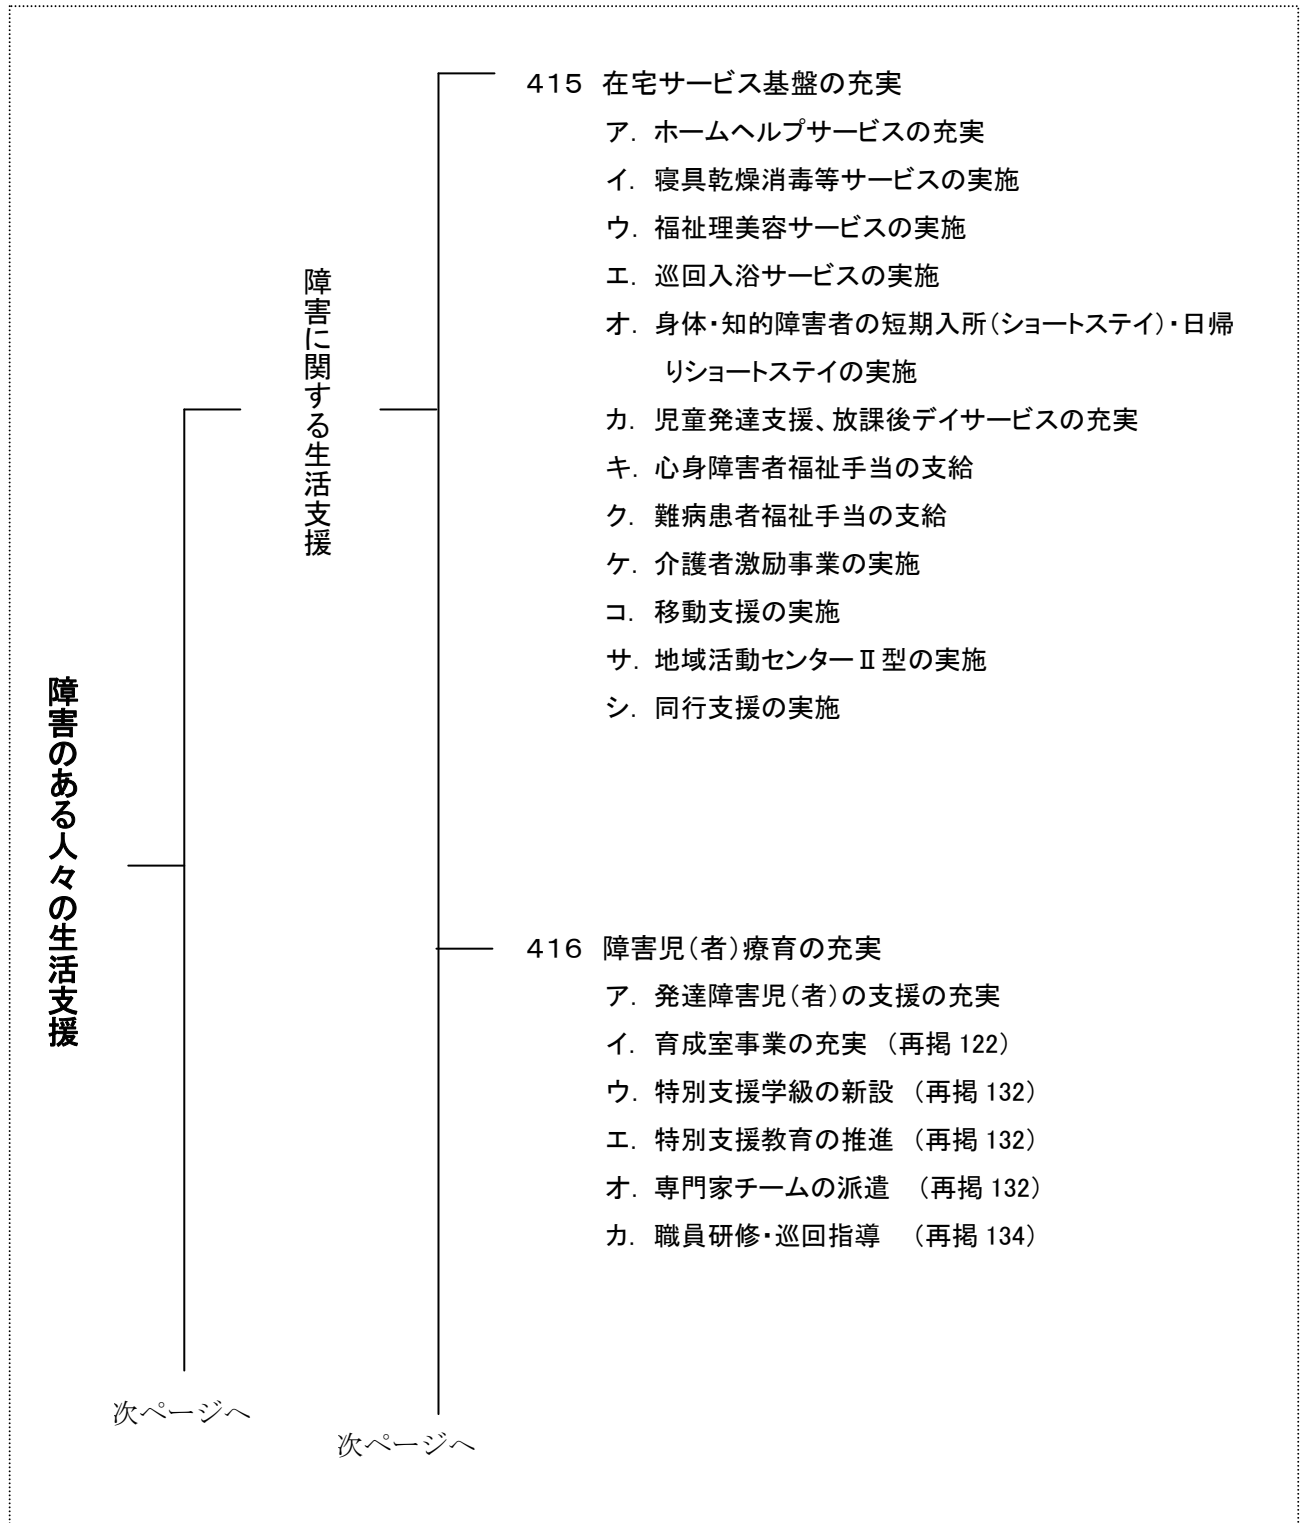 障害のある人々の生活支援
障害に関する生活支援
415 在宅サービス基盤の充実
ア. ホームヘルプサービスの充実
イ. 寝具乾燥消毒等サービスの実施
ウ. 福祉理美容サービスの実施
エ. 巡回入浴サービスの実施
オ. 身体・知的障害者の短期入所(ショートステイ)・日帰
りショートステイの実施
カ. 児童発達支援、放課後デイサービスの充実
キ. 心身障害者福祉手当の支給
ク. 難病患者福祉手当の支給
ケ. 介護者激励事業の実施
コ. 移動支援の実施
サ. 地域活動センターⅡ型の実施
シ. 同行支援の実施
416 障害児(者)療育の充実
ア. 発達障害児(者)の支援の充実
イ. 育成室事業の充実 (再掲 122)
ウ. 特別支援学級の新設 (再掲 132)
エ. 特別支援教育の推進 (再掲 132)
オ. 専門家チームの派遣 (再掲 132)
カ. 職員研修・巡回指導 (再掲 134)
次ページへ
次ページへ